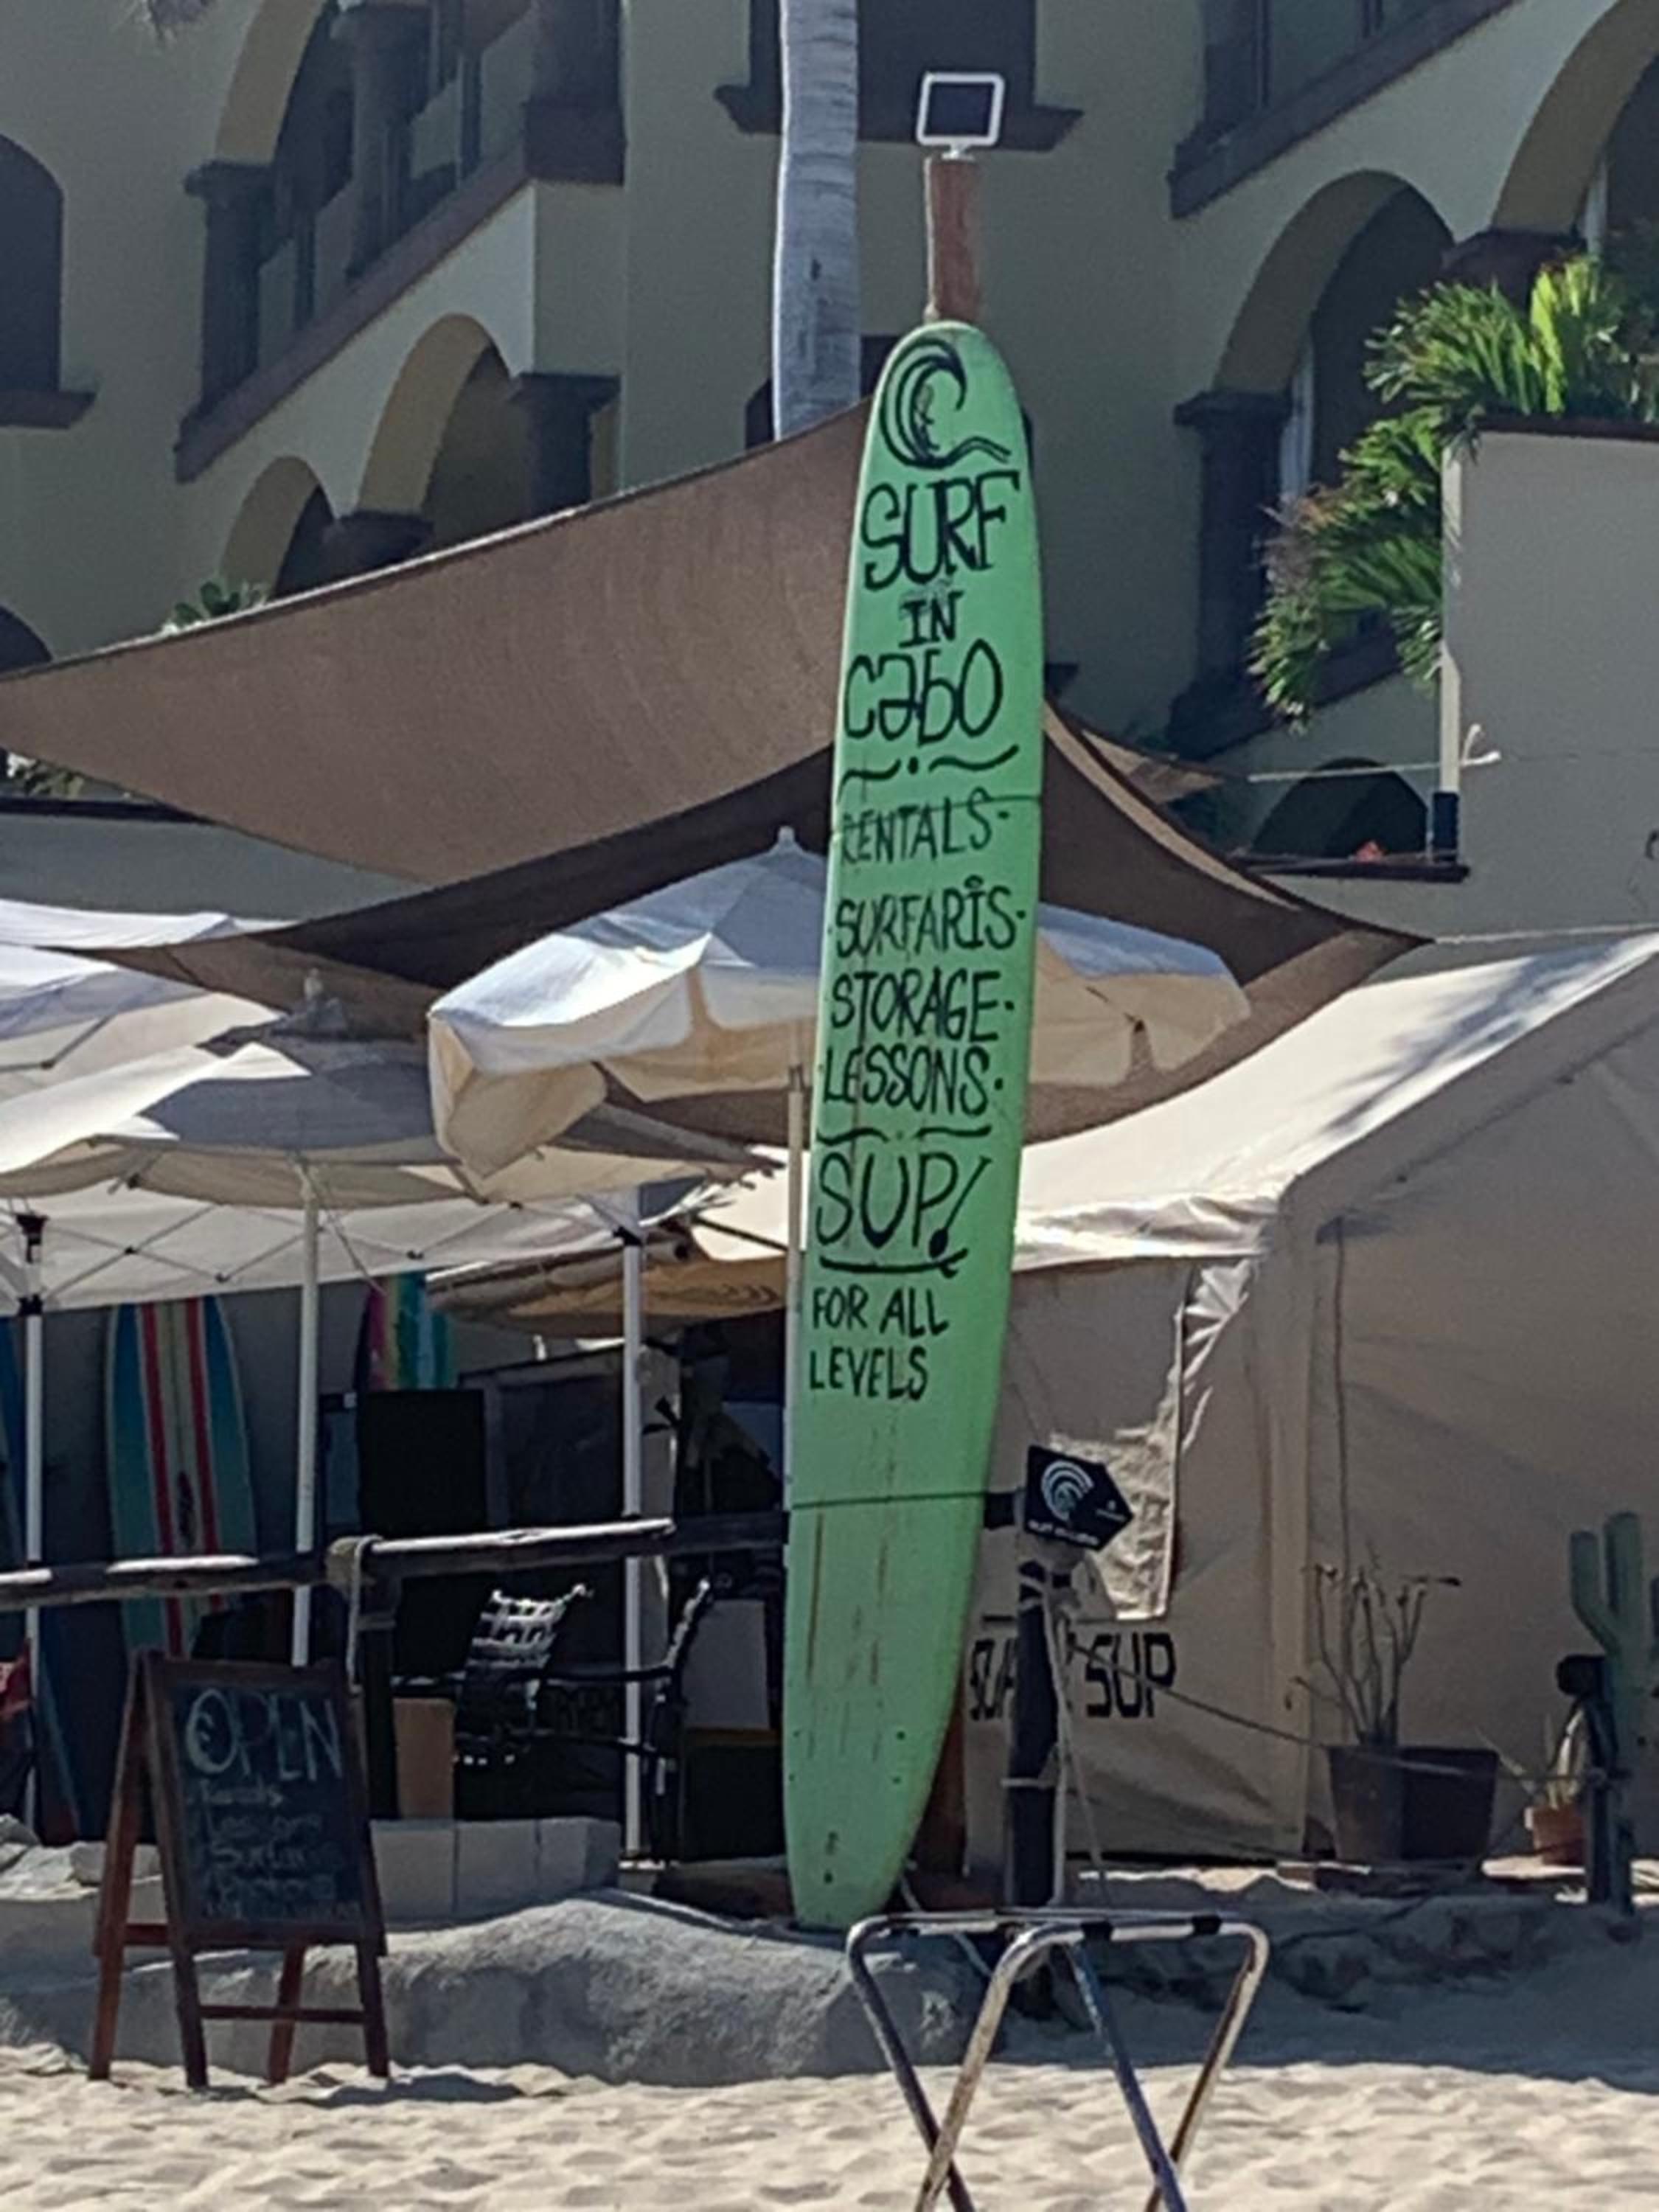 SURF
IN
CABO
RENTALS-
SURFARIS-
STORAGE-
LESSONS-
SUP!
FOR ALL
LEVELS
SUP
OPEN